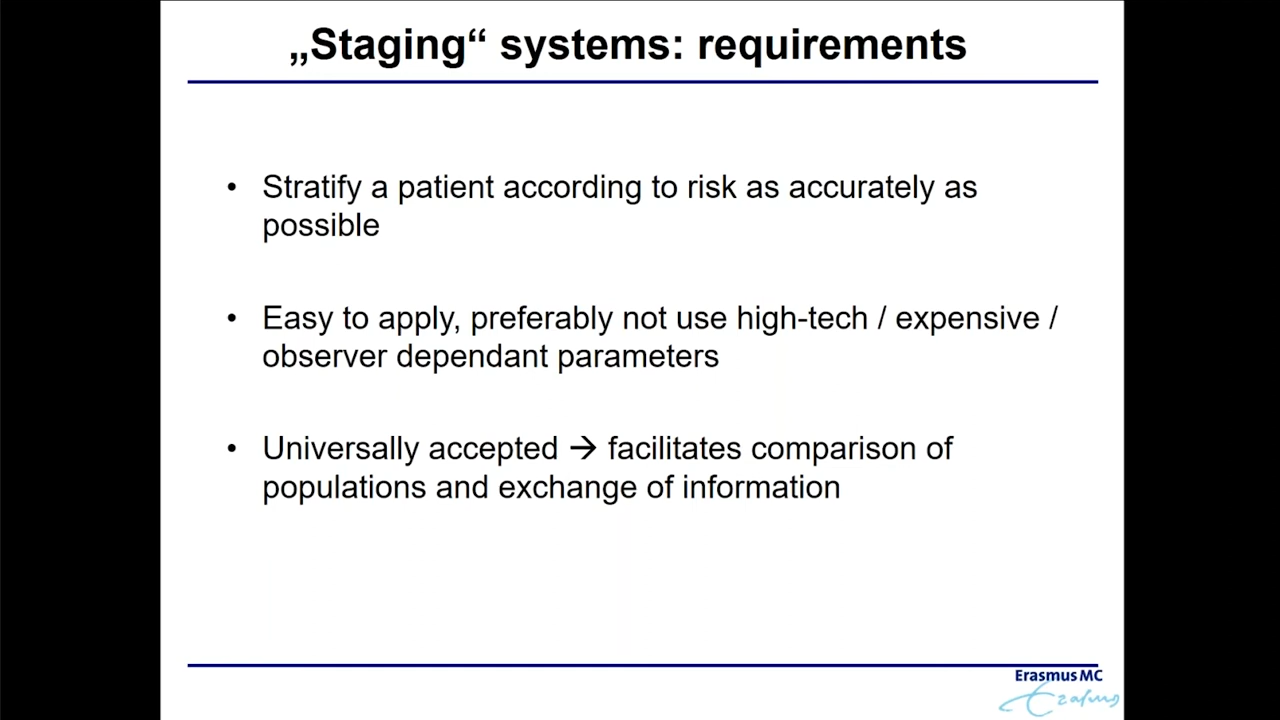 „Staging“ systems: requirements
• Stratify a patient according to risk as accurately as
possible
• Easy to apply, preferably not use high-tech / expensive /
observer dependant parameters
• Universally accepted → facilitates comparison of
populations and exchange of information
Erasmus MC
Erasmus